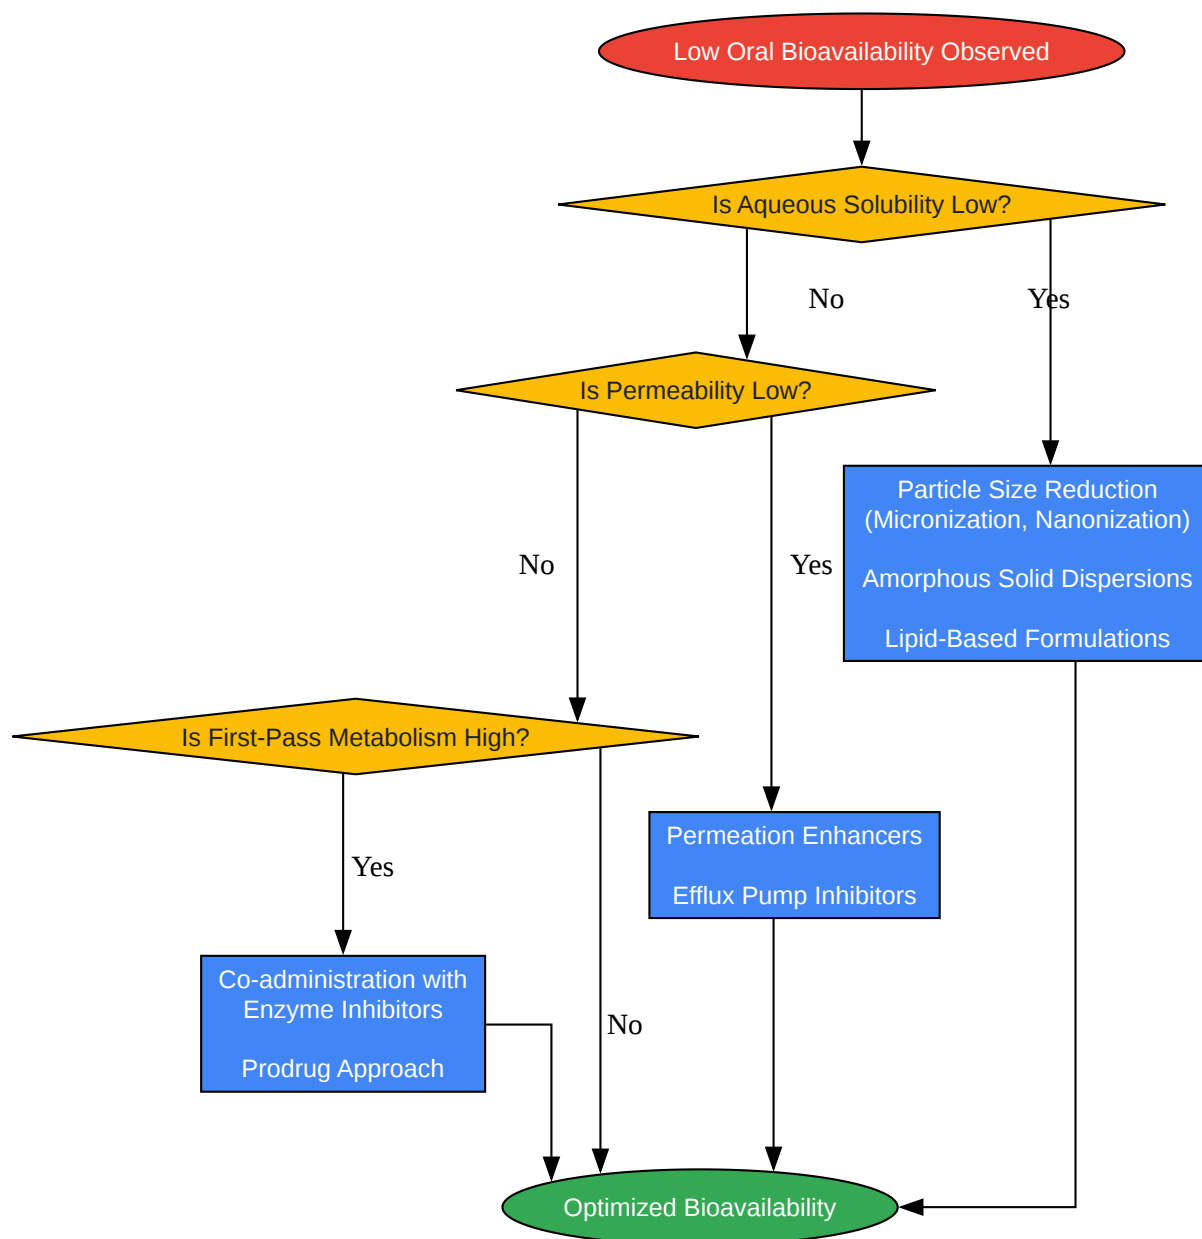 Low Oral Bioavailability Observed
Is Aqueous Solubility Low?
No
Yes
Is Permeability Low?
Particle Size Reduction
(Micronization, Nanonization)
Amorphous Solid Dispersions
Lipid-Based Formulations
No
Yes
Is First-Pass Metabolism High?
Permeation Enhancers
Efflux Pump Inhibitors
Yes
Co-administration with
Enzyme Inhibitors
Prodrug Approach
No
Optimized Bioavailability